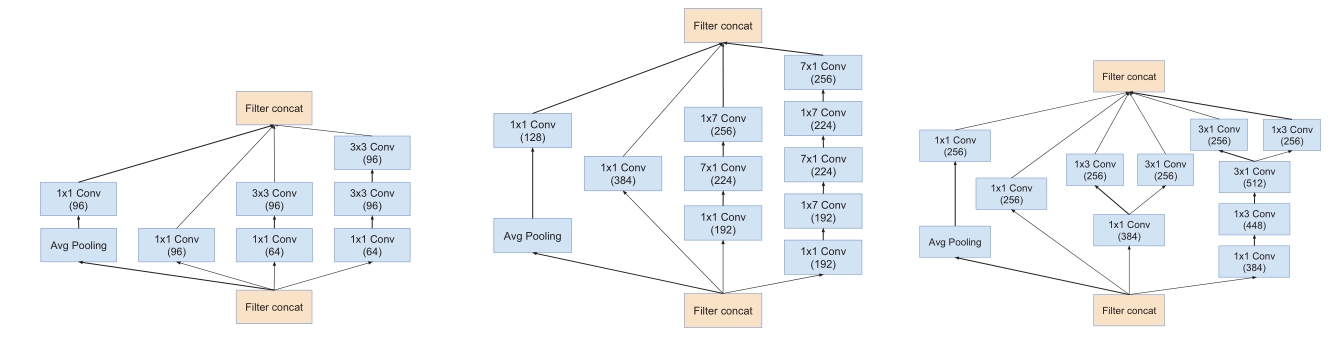 Filter concat
3x3 Conv
(96)
1x1 Conv
(96)
3x3 Conv
(96)
3x3 Conv
(96)
Avg Pooling
1x1 Conv
(96)
1x1 Conv
(64)
1x1 Conv
(64)
Filter concat
Filter concat
7x1 Conv
(256)
1x1 Conv
(128)
1x7 Conv
(256)
1x7 Conv
(224)
1x1 Conv
(384)
7x1 Conv
(224)
7x1 Conv
(224)
1x7 Conv
(192)
Avg Pooling
1x1 Conv
(192)
1x1 Conv
(192)
Filter concat
Filter concat
1x1 Conv
(256)
3x1 Conv
(256)
1x3 Conv
(256)
1x1 Conv
(256)
1x3 Conv
(256)
3x1 Conv
(256)
3x1 Conv
(512)
1x3 Conv
(448)
Avg Pooling
1x1 Conv
(384)
1x1 Conv
(384)
Filter concat